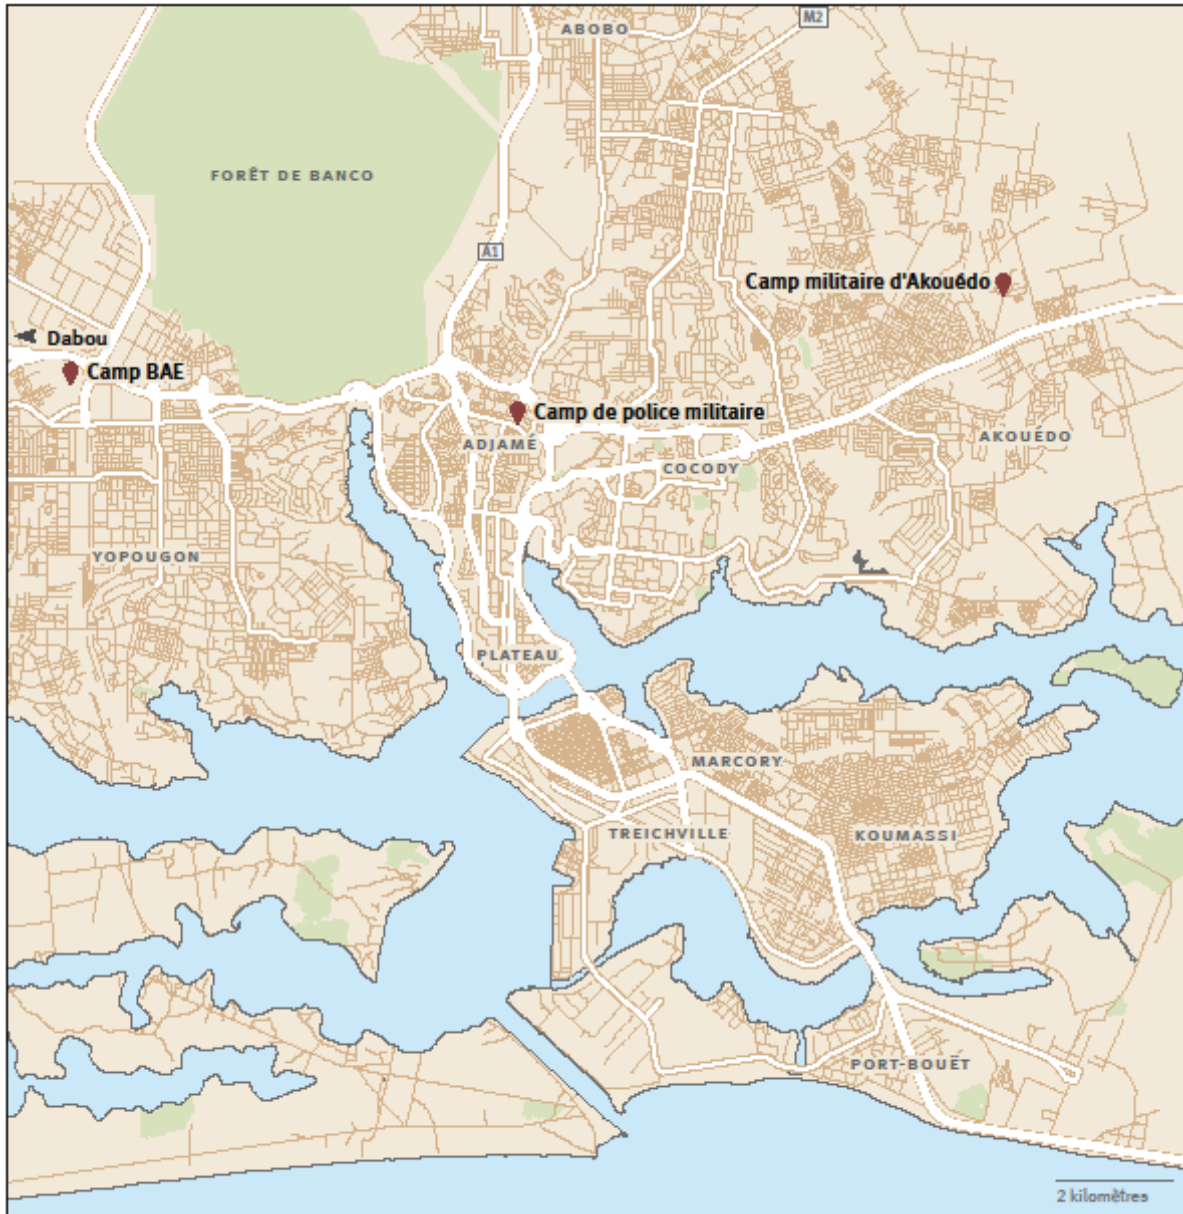 ABOBO
M2
FORÊT DE BANCO
A1
Camp militaire d'Akouédo
Dabou
Camp BAE
Camp de police militaire
ADJAMÉ
AKOUÉDO
COCODY
YOPOUGON
PLATEAU
MARCORY
TREICHVILLE
KOUMASSI
PORT-BOUËT
2 kilomètres